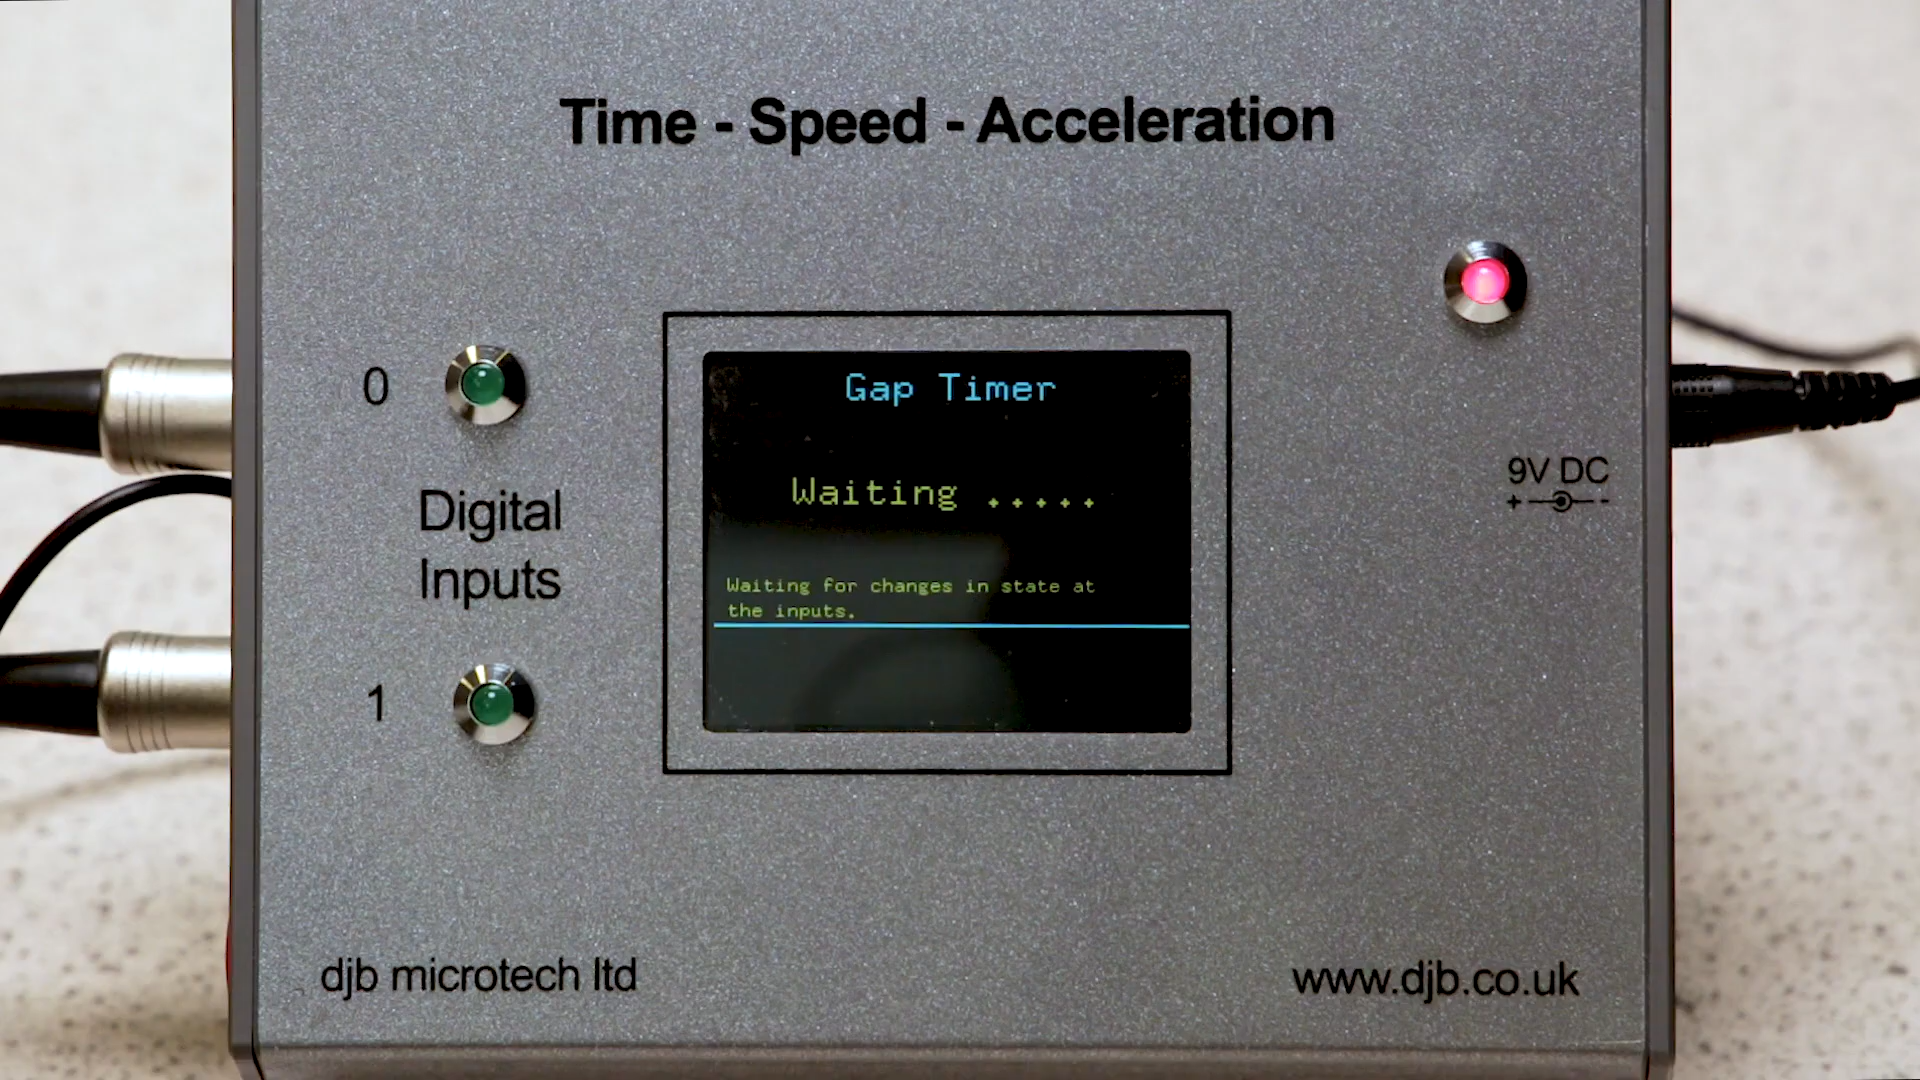 Time - Speed - Acceleration
0
Digital
Inputs
1
Gap Timer
Waiting .....
Waiting for changes in state at
the inputs.
9V DC
+ -
djb microtech ltd
www.djb.co.uk